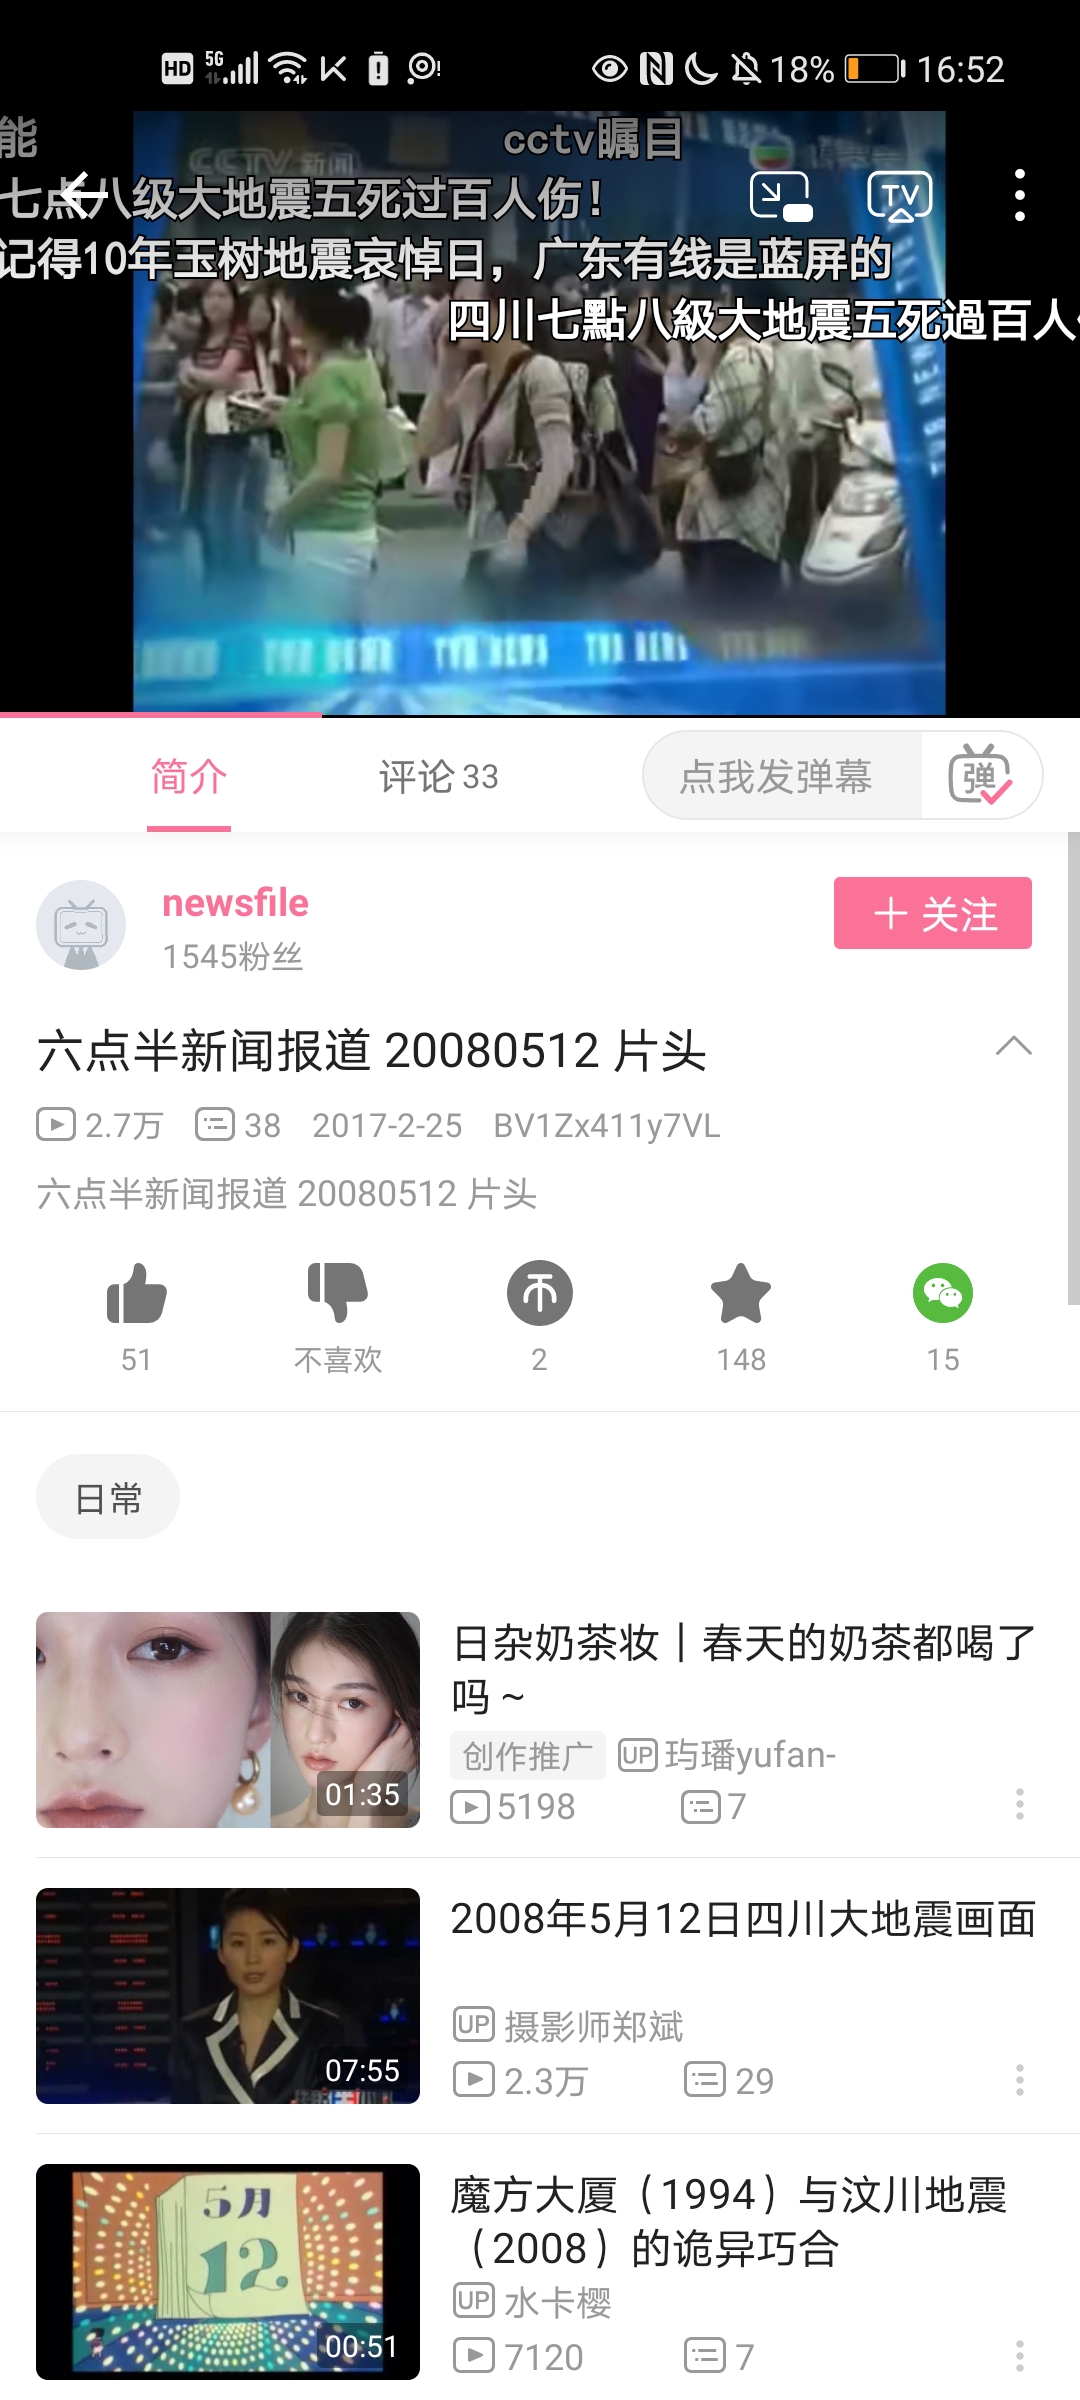 HD 5G 18% 16:52
能
cctv瞩目
CCTV 新闻
七点八级大地震五死过百人伤！
TV
记得10年玉树地震哀悼日，广东有线是蓝屏的
四川七點八級大地震五死過百人
TVB NEWS TVB NEWS TVB NEWS
简介 评论 33 点我发弹幕 弹
newsfile
1545粉丝
＋ 关注
六点半新闻报道 20080512 片头
2.7万 38 2017-2-25 BV1Zx411y7VL
六点半新闻报道 20080512 片头
51 不喜欢 2 148 15
日常
日杂奶茶妆｜春天的奶茶都喝了
吗～
创作推广 UP 玙璠yufan-
5198 7
01:35
2008年5月12日四川大地震画面
UP 摄影师郑斌
07:55
2.3万 29
5月
12
魔方大厦（1994）与汶川地震
（2008）的诡异巧合
UP 水卡樱
00:51
7120 7